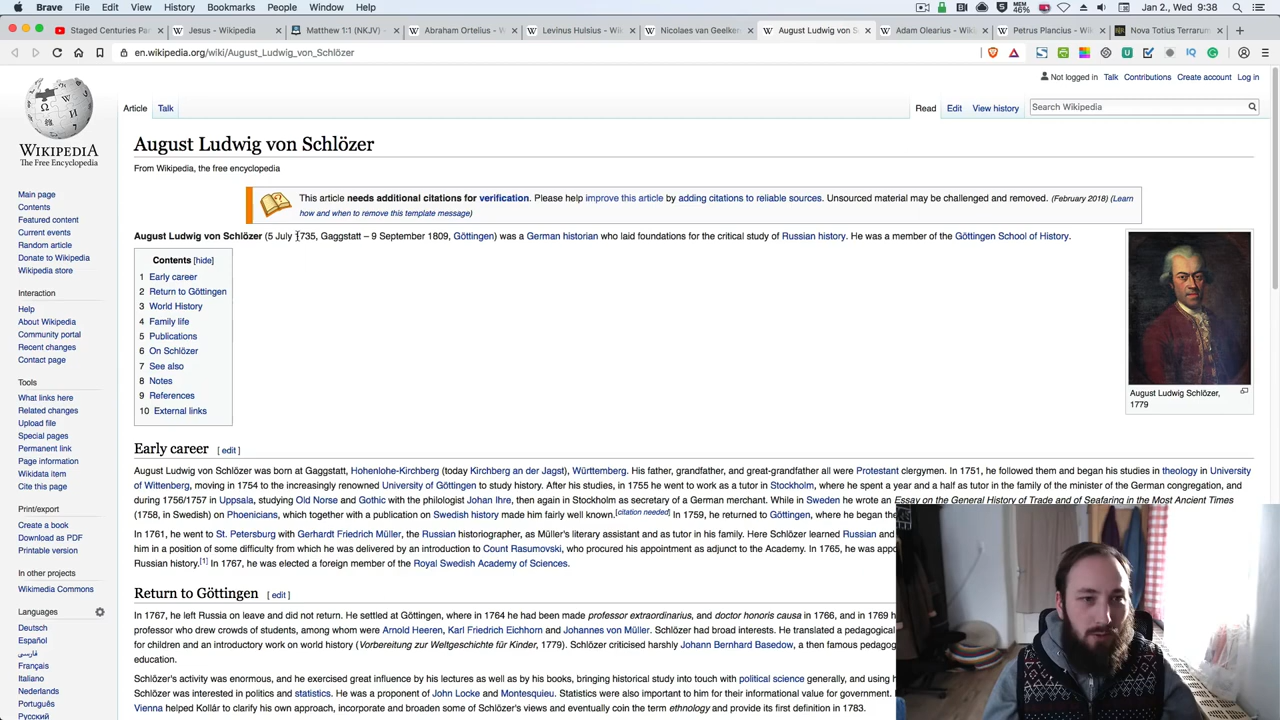 Brave File Edit View History Bookmarks People Window Help MEM 46% Jan 2., Wed 9:38
Staged Centuries Par Jesus - Wikipedia Matthew 1:1 (NKJV) Abraham Ortelius - Wi Levinus Hulsius - Wiki Nicolaes van Geelker August Ludwig von S Adam Olearius - Wiki Petrus Plancius - Wik Nova Totius Terrarum
en.wikipedia.org/wiki/August_Ludwig_von_Schlözer
Not logged in Talk Contributions Create account Log in
Article Talk Read Edit View history Search Wikipedia
WIKIPEDIA
The Free Encyclopedia
Main page
Contents
Featured content
Current events
Random article
Donate to Wikipedia
Wikipedia store
Interaction
Help
About Wikipedia
Community portal
Recent changes
Contact page
Tools
What links here
Related changes
Upload file
Special pages
Permanent link
Page information
Wikidata item
Cite this page
Print/export
Create a book
Download as PDF
Printable version
In other projects
Wikimedia Commons
Languages
Deutsch
Español
فارسی
Français
Italiano
Nederlands
Português
Русский
August Ludwig von Schlözer
From Wikipedia, the free encyclopedia
This article needs additional citations for verification. Please help improve this article by adding citations to reliable sources. Unsourced material may be challenged and removed. (February 2018) (Learn
how and when to remove this template message)
August Ludwig von Schlözer (5 July 1735, Gaggstatt – 9 September 1809, Göttingen) was a German historian who laid foundations for the critical study of Russian history. He was a member of the Göttingen School of History.
Contents [hide]
1 Early career
2 Return to Göttingen
3 World History
4 Family life
5 Publications
6 On Schlözer
7 See also
8 Notes
9 References
10 External links
August Ludwig Schlözer,
1779
Early career [ edit ]
August Ludwig von Schlözer was born at Gaggstatt, Hohenlohe-Kirchberg (today Kirchberg an der Jagst), Württemberg. His father, grandfather, and great-grandfather all were Protestant clergymen. In 1751, he followed them and began his studies in theology in University
of Wittenberg, moving in 1754 to the increasingly renowned University of Göttingen to study history. After his studies, in 1755 he went to work as a tutor in Stockholm, where he spent a year and a half as tutor in the family of the minister of the German congregation, and
during 1756/1757 in Uppsala, studying Old Norse and Gothic with the philologist Johan Ihre, then again in Stockholm as secretary of a German merchant. While in Sweden he wrote an Essay on the General History of Trade and of Seafaring in the Most Ancient Times
(1758, in Swedish) on Phoenicians, which together with a publication on Swedish history made him fairly well known.[citation needed] In 1759, he returned to Göttingen, where he began the
In 1761, he went to St. Petersburg with Gerhardt Friedrich Müller, the Russian historiographer, as Müller's literary assistant and as tutor in his family. Here Schlözer learned Russian and
him in a position of some difficulty from which he was delivered by an introduction to Count Rasumovski, who procured his appointment as adjunct to the Academy. In 1765, he was appo
Russian history.[1] In 1767, he was elected a foreign member of the Royal Swedish Academy of Sciences.
Return to Göttingen [ edit ]
In 1767, he left Russia on leave and did not return. He settled at Göttingen, where in 1764 he had been made professor extraordinarius, and doctor honoris causa in 1766, and in 1769 h
professor who drew crowds of students, among whom were Arnold Heeren, Karl Friedrich Eichhorn and Johannes von Müller. Schlözer had broad interests. He translated a pedagogical
for children and an introductory work on world history (Vorbereitung zur Weltgeschichte für Kinder, 1779). Schlözer criticised harshly Johann Bernhard Basedow, a then famous pedagog
education.
Schlözer's activity was enormous, and he exercised great influence by his lectures as well as by his books, bringing historical study into touch with political science generally, and using h
Schlözer was interested in politics and statistics. He was a proponent of John Locke and Montesquieu. Statistics were also important to him for their informational value for government.
Vienna helped Kollár to clarify his own approach, incorporate and broaden some of Schlözer's views and eventually coin the term ethnology and provide its first definition in 1783.